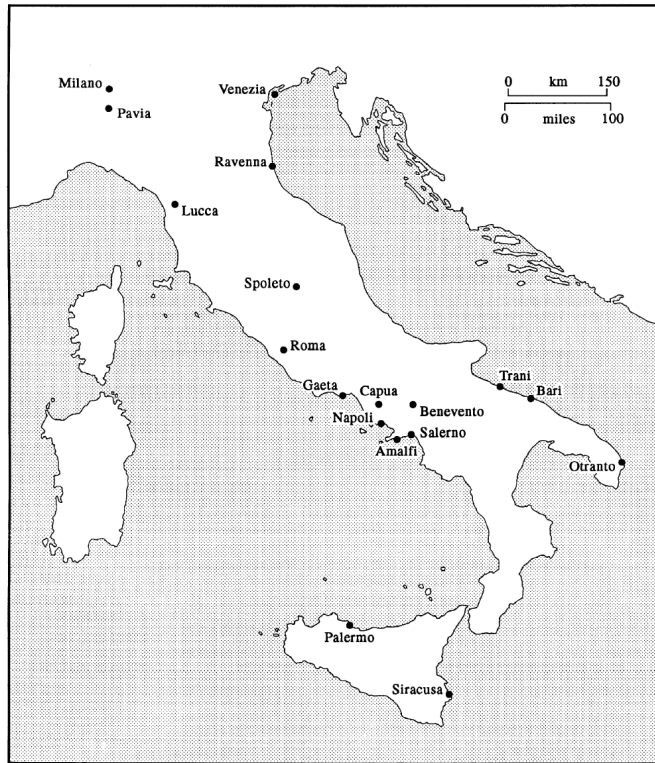 Milano
Pavia
Venezia
0 km 150
0 miles 100
Ravenna
Lucca
Spoleto
Roma
Gaeta
Capua
Trani
Bari
Benevento
Napoli
Salerno
Amalfi
Otranto
Palermo
Siracusa